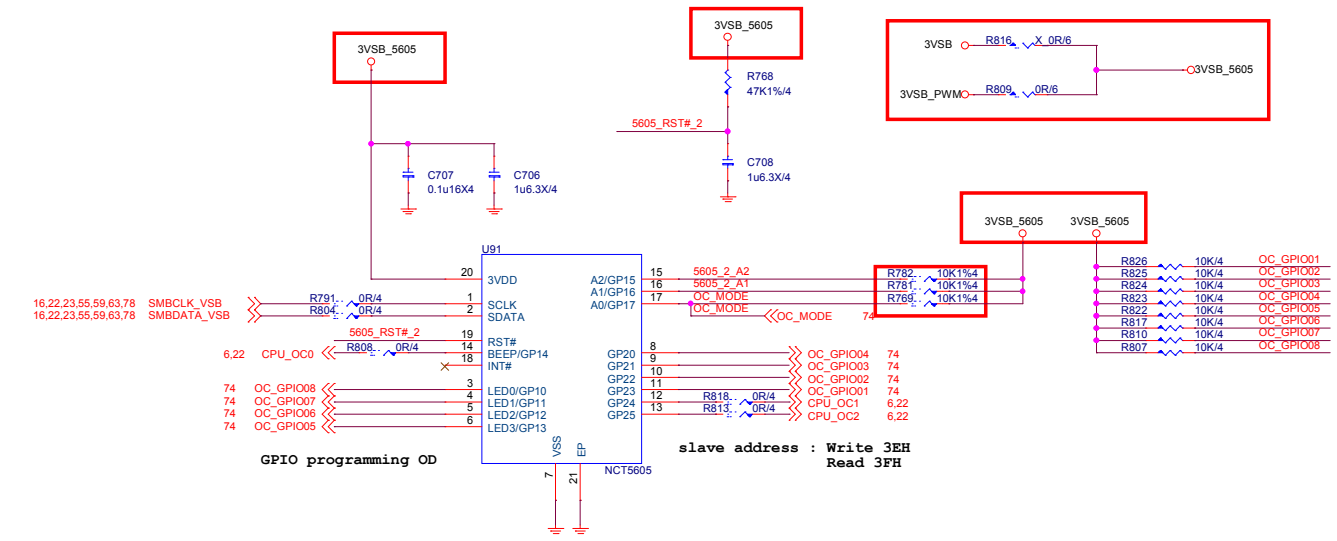 3VSB_5605
3VSB_5605
3VSB
R816
X_0R/6
3VSB_5605
3VSB_PWM
R809
0R/6
R768
47K1%/4
5605_RST#_2
C708
1u6.3X/4
C707
0.1u16X4
C706
1u6.3X/4
3VSB_5605
3VSB_5605
U91
20
3VDD
1
SCLK
2
SDATA
19
RST#
14
BEEP/GP14
18
INT#
3
LED0/GP10
4
LED1/GP11
5
LED2/GP12
6
LED3/GP13
A2/GP15
15
A1/GP16
16
A0/GP17
17
GP20
8
GP21
9
GP22
10
GP23
11
GP24
12
GP25
13
VSS
7
EP
21
NCT5605
16,22,23,55,59,63,78 SMBCLK_VSB
R791
0R/4
16,22,23,55,59,63,78 SMBDATA_VSB
R804
0R/4
5605_RST#_2
6,22 CPU_OC0
R808
0R/4
74 OC_GPIO08
74 OC_GPIO07
74 OC_GPIO06
74 OC_GPIO05
GPIO programming OD
5605_2_A2
R782
10K1%4
5605_2_A1
R781
10K1%4
OC_MODE
R769
10K1%4
OC_MODE
OC_MODE 74
OC_GPIO04 74
OC_GPIO03 74
OC_GPIO02 74
OC_GPIO01 74
R818
0R/4
CPU_OC1 6,22
R813
0R/4
CPU_OC2 6,22
slave address : Write 3EH
Read 3FH
R826 10K/4 OC_GPIO01
R825 10K/4 OC_GPIO02
R824 10K/4 OC_GPIO03
R823 10K/4 OC_GPIO04
R822 10K/4 OC_GPIO05
R817 10K/4 OC_GPIO06
R810 10K/4 OC_GPIO07
R807 10K/4 OC_GPIO08